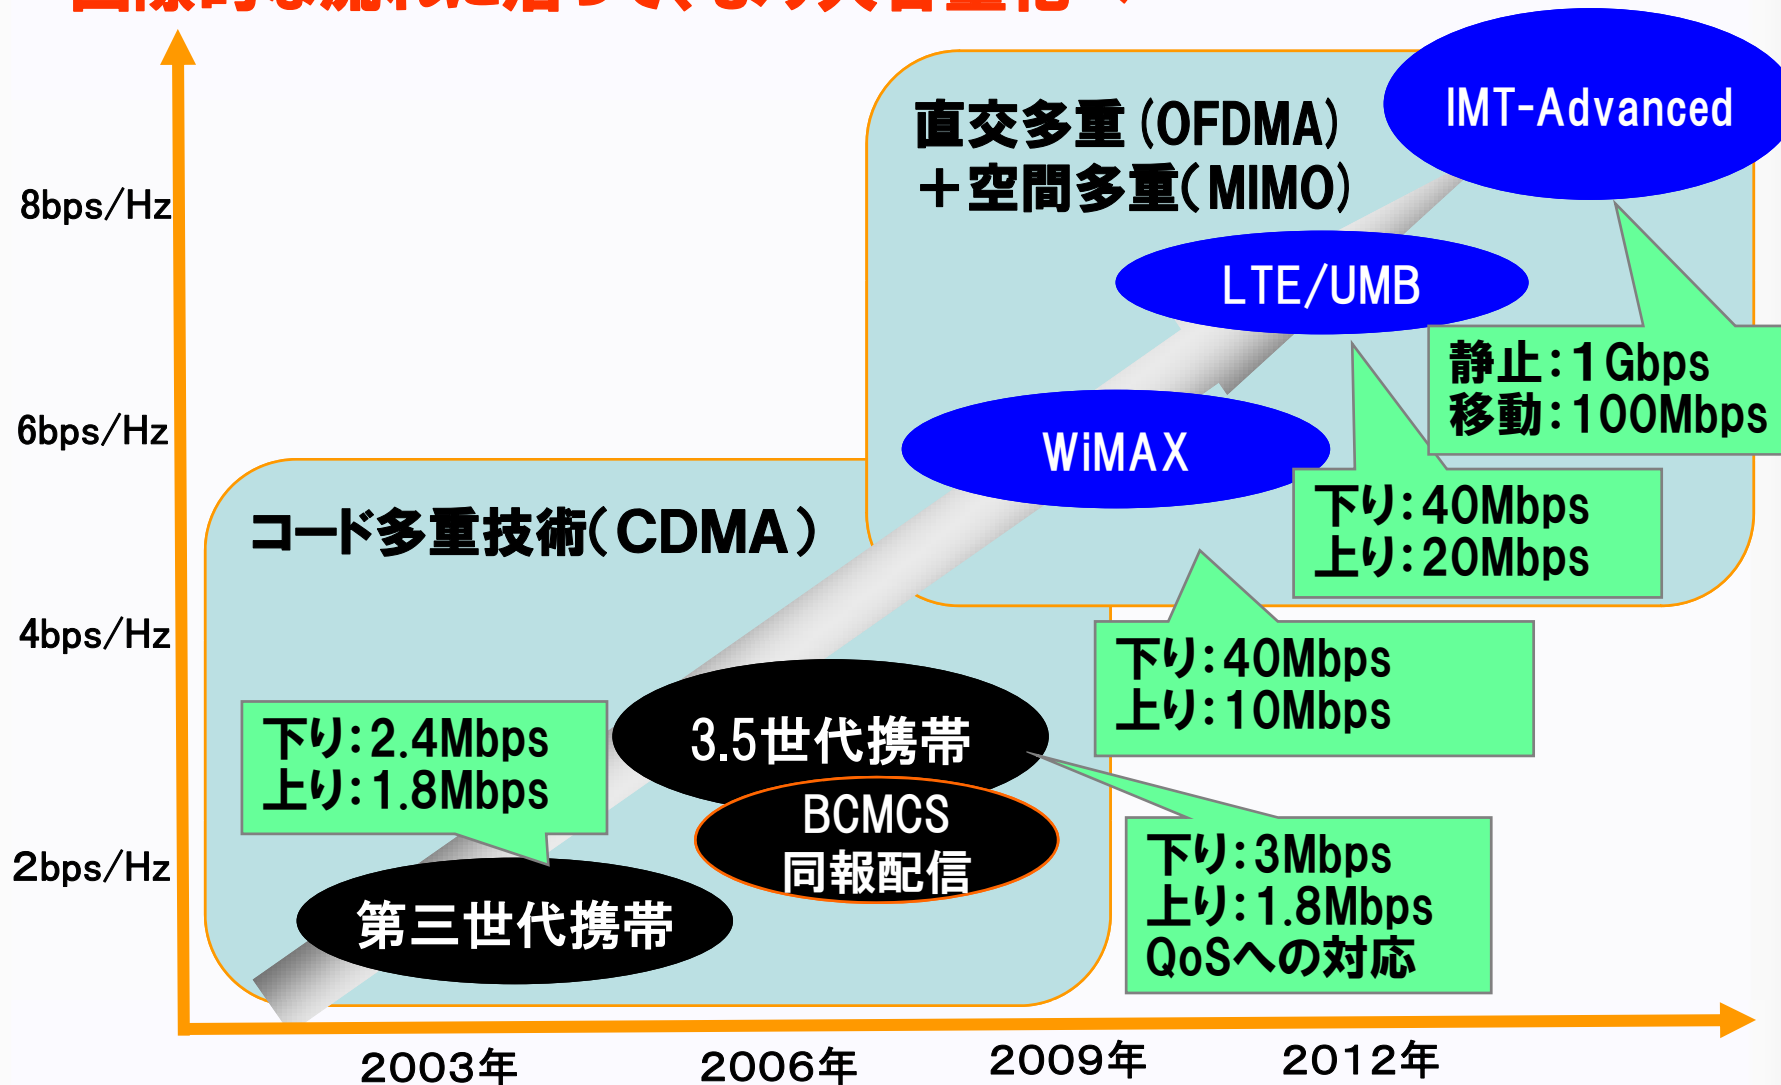 直交多重(OFDMA)
＋空間多重(MIMO)
IMT-Advanced
8bps/Hz
LTE/UMB
静止:1Gbps
移動:100Mbps
6bps/Hz
WiMAX
下り:40Mbps
上り:20Mbps
コード多重技術(CDMA)
4bps/Hz
下り:40Mbps
上り:10Mbps
下り:2.4Mbps
上り:1.8Mbps
3.5世代携帯
BCMCS
同報配信
2bps/Hz
下り:3Mbps
上り:1.8Mbps
QoSへの対応
第三世代携帯
2003年
2006年
2009年
2012年